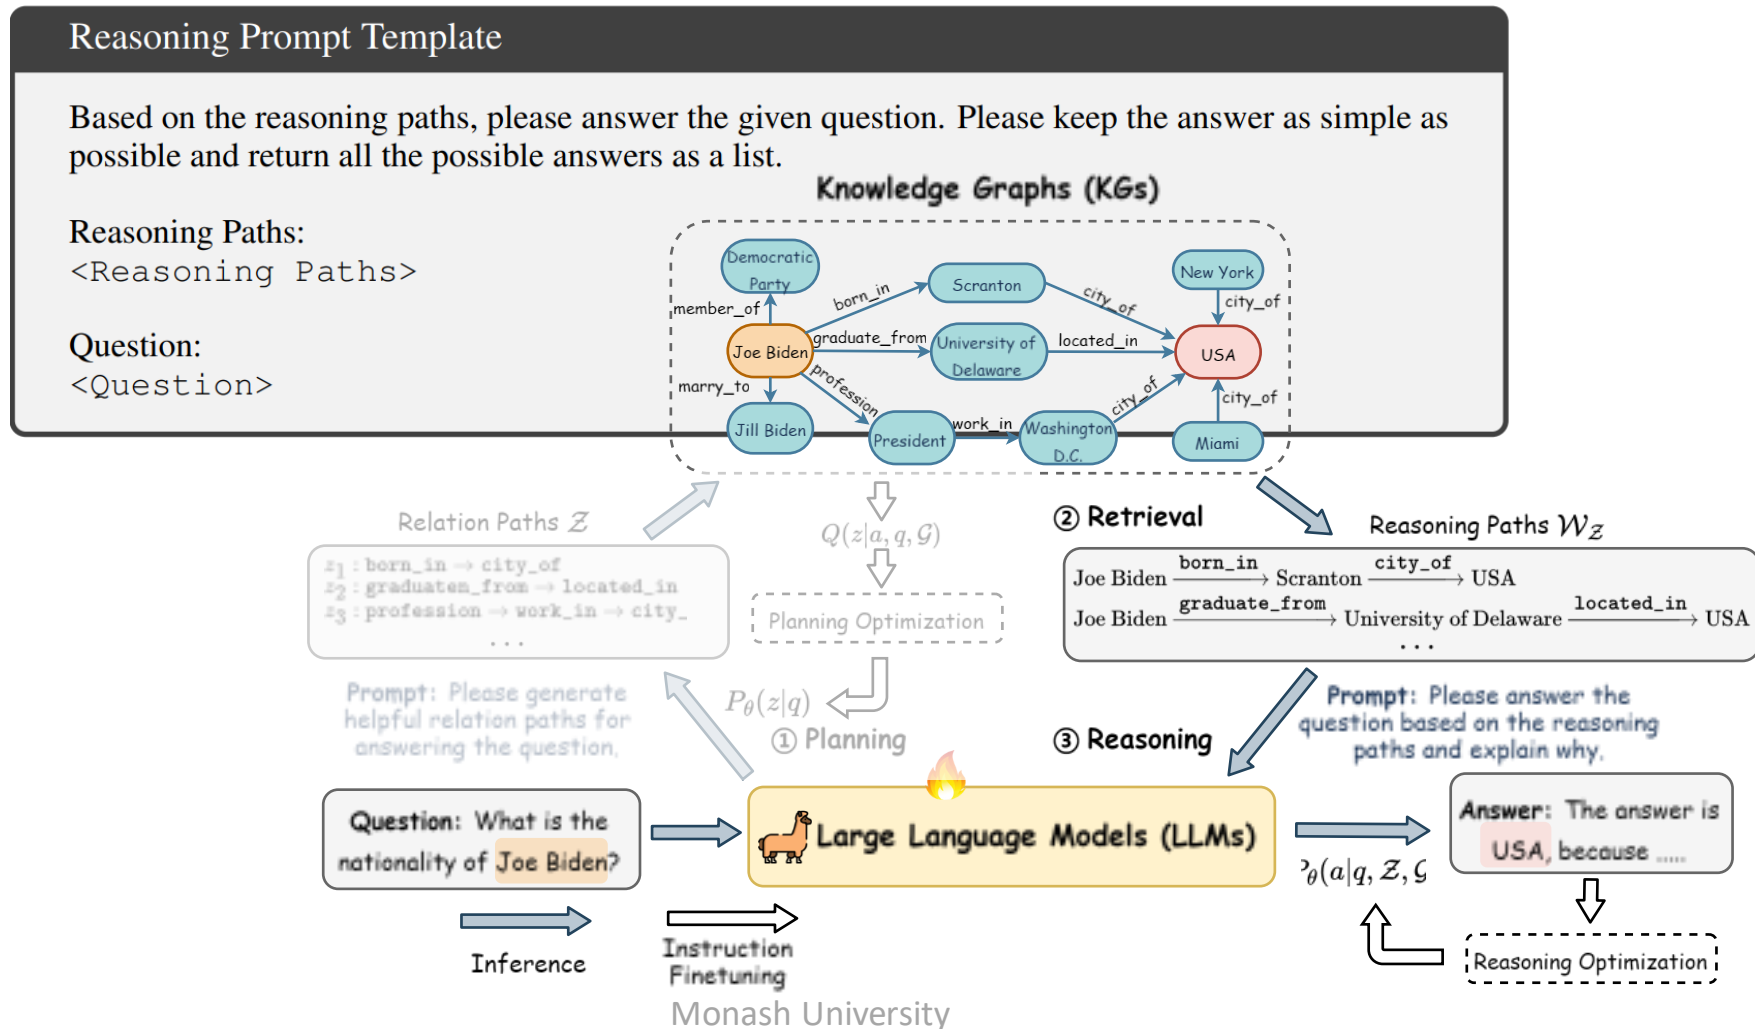 Reasoning Prompt Template
Based on the reasoning paths, please answer the given question. Please keep the answer as simple as
possible and return all the possible answers as a list.
Reasoning Paths:
<Reasoning Paths>
Question:
<Question>
Knowledge Graphs (KGs)
Democratic
Party
member_of
Joe Biden
marry_to
Jill Biden
born_in
Scranton
city_of
graduate_from
University of
Delaware
located_in
profession
President
work_in
Washington
D.C.
city_of
New York
city_of
USA
city_of
Miami
Relation Paths 𝒵
z₁ : born_in → city_of
z₂ : graduaten_from → located_in
z₃ : profession → work_in → city_
...
Q(z|a, q, 𝒢)
Planning Optimization
P_θ(z|q)
① Planning
Prompt: Please generate
helpful relation paths for
answering the question.
② Retrieval
Reasoning Paths 𝒲_𝒵
Joe Biden born_in → Scranton city_of → USA
Joe Biden graduate_from → University of Delaware located_in → USA
...
③ Reasoning
Prompt: Please answer the
question based on the reasoning
paths and explain why.
Question: What is the
nationality of Joe Biden?
Large Language Models (LLMs)
θ(a|q, 𝒵, 𝒢
Answer: The answer is
USA, because .....
Reasoning Optimization
Inference
Instruction
Finetuning
Monash University